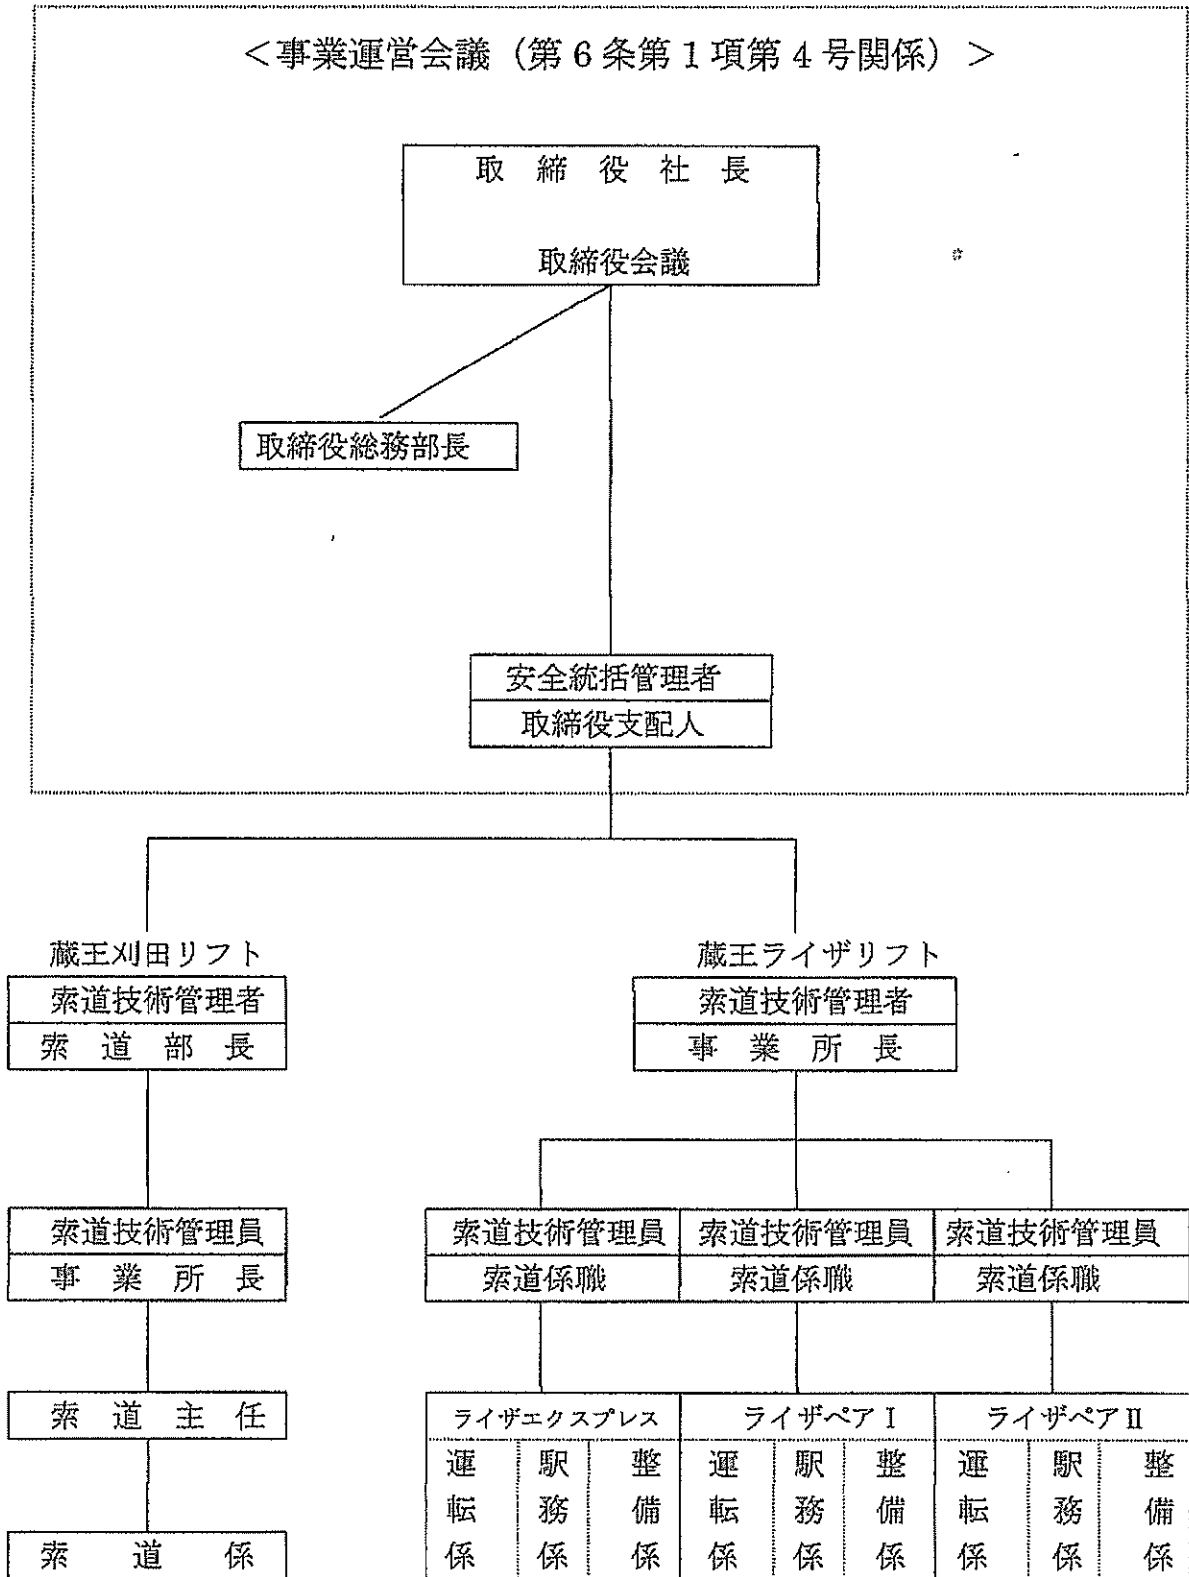 ＜事業運営会議（第6条第1項第4号関係）＞
取締役社長
取締役会議
取締役総務部長
安全統括管理者
取締役支配人
蔵王刈田リフト
索道技術管理者
索道部長
索道技術管理員
事業所長
索道主任
索道係
蔵王ライザリフト
索道技術管理者
事業所長
索道技術管理員
索道係職
索道技術管理員
索道係職
索道技術管理員
索道係職
ライザエクスプレス
運転係
駅務係
整備係
ライザペアⅠ
運転係
駅務係
整備係
ライザペアⅡ
運転係
駅務係
整備係